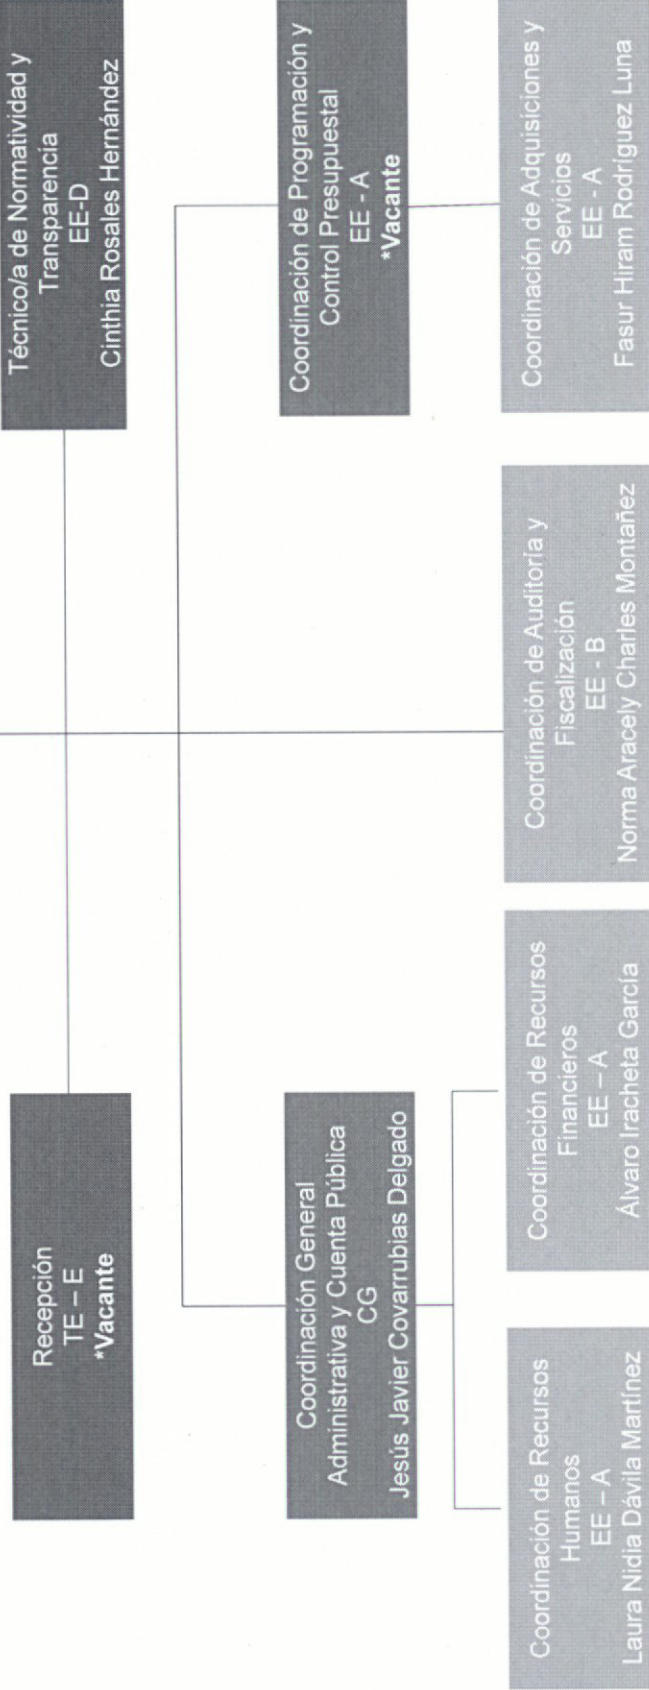 Recepción
TE – E
*Vacante
Técnico/a de Normatividad y
Transparencia
EE-D
Cinthia Rosales Hernández
Coordinación General
Administrativa y Cuenta Pública
CG
Jesús Javier Covarrubias Delgado
Coordinación de Programación y
Control Presupuestal
EE - A
*Vacante
Coordinación de Recursos
Humanos
EE – A
Laura Nidia Dávila Martínez
Coordinación de Recursos
Financieros
EE – A
Álvaro Iracheta García
Coordinación de Auditoría y
Fiscalización
EE - B
Norma Aracely Charles Montañez
Coordinación de Adquisiciones y
Servicios
EE - A
Fasur Hiram Rodríguez Luna